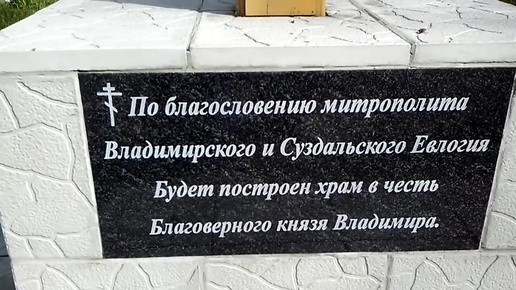 ☦ По благословению митрополита
Владимирского и Суздальского Евлогия
Будет построен храм в честь
Благоверного князя Владимира.